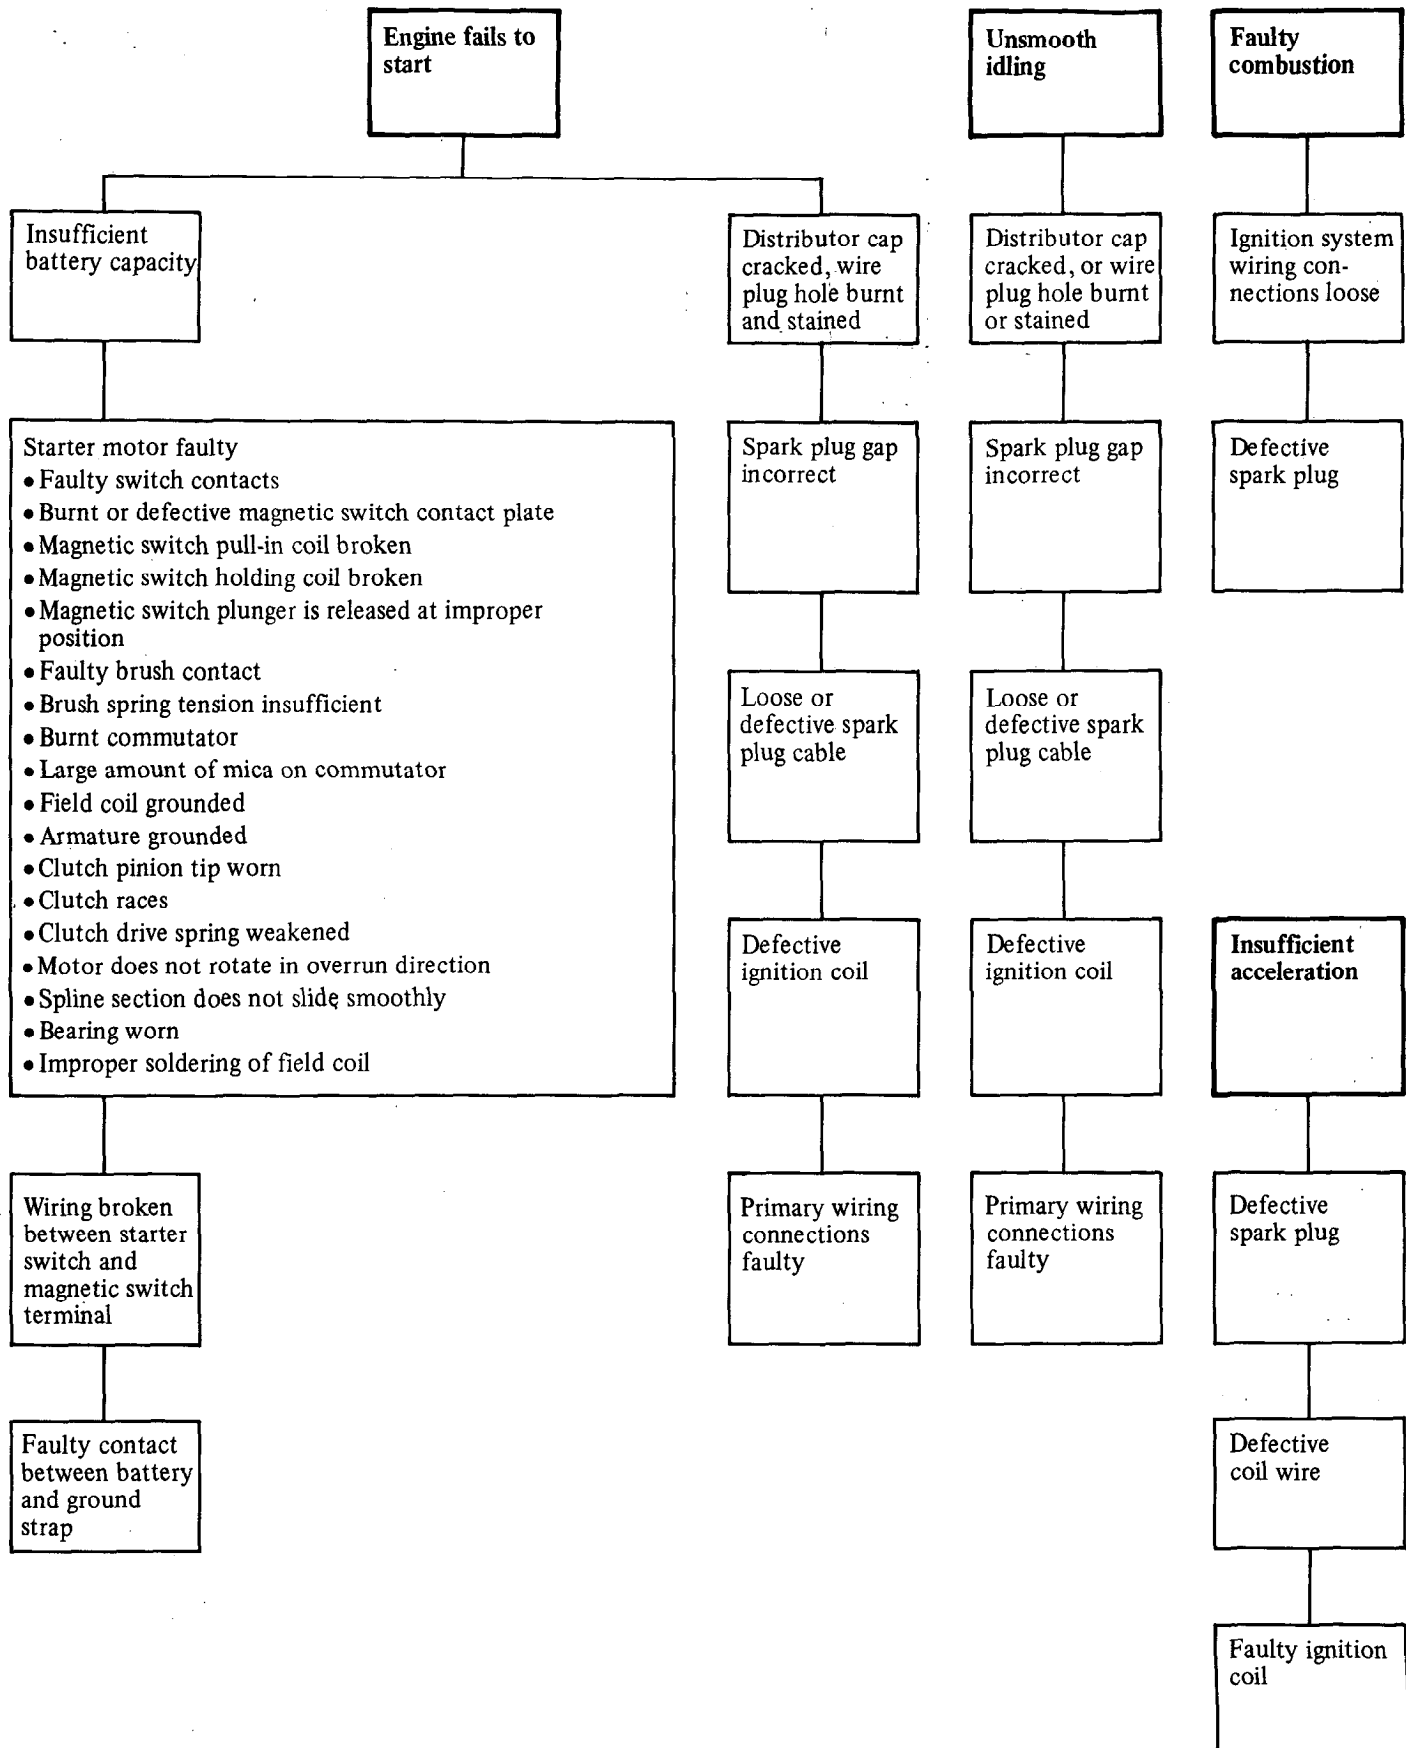 Engine fails to
start
Unsmooth
idling
Faulty
combustion
Insufficient
battery capacity
Distributor cap
cracked, wire
plug hole burnt
and stained
Distributor cap
cracked, or wire
plug hole burnt
or stained
Ignition system
wiring con-
nections loose
Starter motor faulty
• Faulty switch contacts
• Burnt or defective magnetic switch contact plate
• Magnetic switch pull-in coil broken
• Magnetic switch holding coil broken
• Magnetic switch plunger is released at improper
position
• Faulty brush contact
• Brush spring tension insufficient
• Burnt commutator
• Large amount of mica on commutator
• Field coil grounded
• Armature grounded
• Clutch pinion tip worn
• Clutch races
• Clutch drive spring weakened
• Motor does not rotate in overrun direction
• Spline section does not slide smoothly
• Bearing worn
• Improper soldering of field coil
Spark plug gap
incorrect
Spark plug gap
incorrect
Defective
spark plug
Loose or
defective spark
plug cable
Loose or
defective spark
plug cable
Defective
ignition coil
Defective
ignition coil
Insufficient
acceleration
Wiring broken
between starter
switch and
magnetic switch
terminal
Primary wiring
connections
faulty
Primary wiring
connections
faulty
Defective
spark plug
Faulty contact
between battery
and ground
strap
Defective
coil wire
Faulty ignition
coil